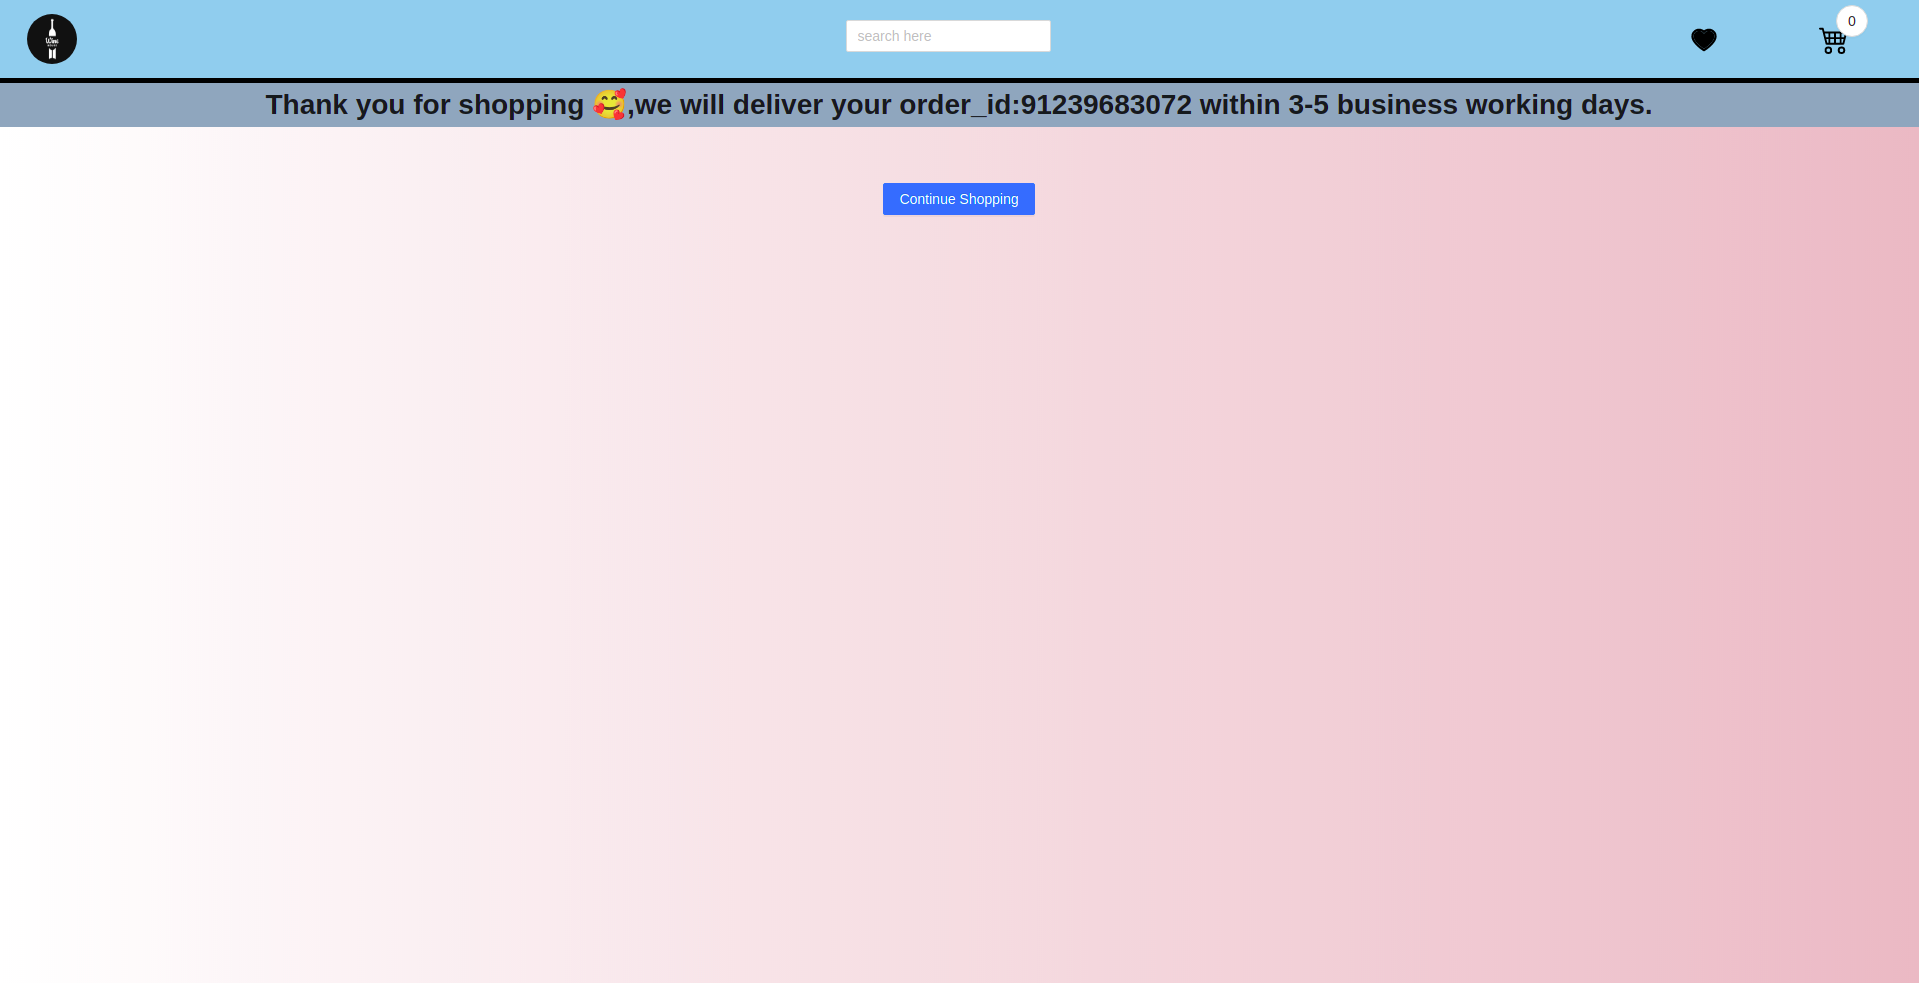 Wine
search here
0
Thank you for shopping 🥰,we will deliver your order_id:91239683072 within 3-5 business working days.
Continue Shopping